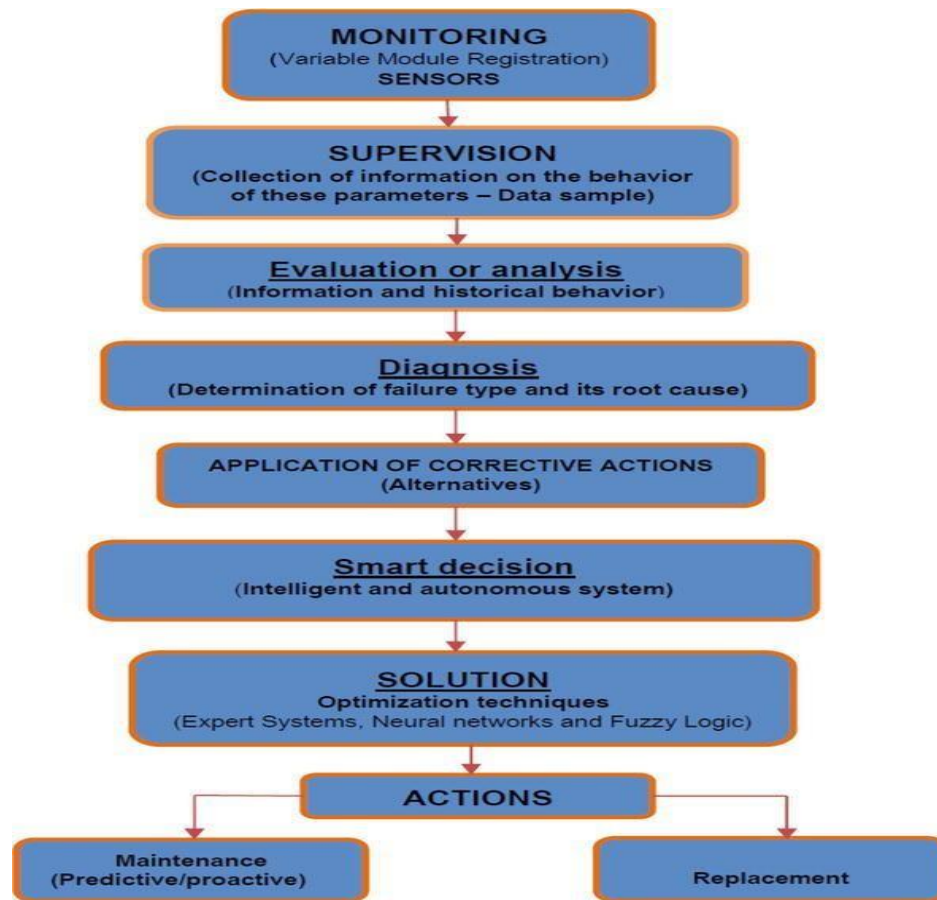 MONITORING
(Variable Module Registration)
SENSORS
SUPERVISION
(Collection of information on the behavior
of these parameters – Data sample)
Evaluation or analysis
(Information and historical behavior)
Diagnosis
(Determination of failure type and its root cause)
APPLICATION OF CORRECTIVE ACTIONS
(Alternatives)
Smart decision
(Intelligent and autonomous system)
SOLUTION
Optimization techniques
(Expert Systems, Neural networks and Fuzzy Logic)
ACTIONS
Maintenance
(Predictive/proactive)
Replacement